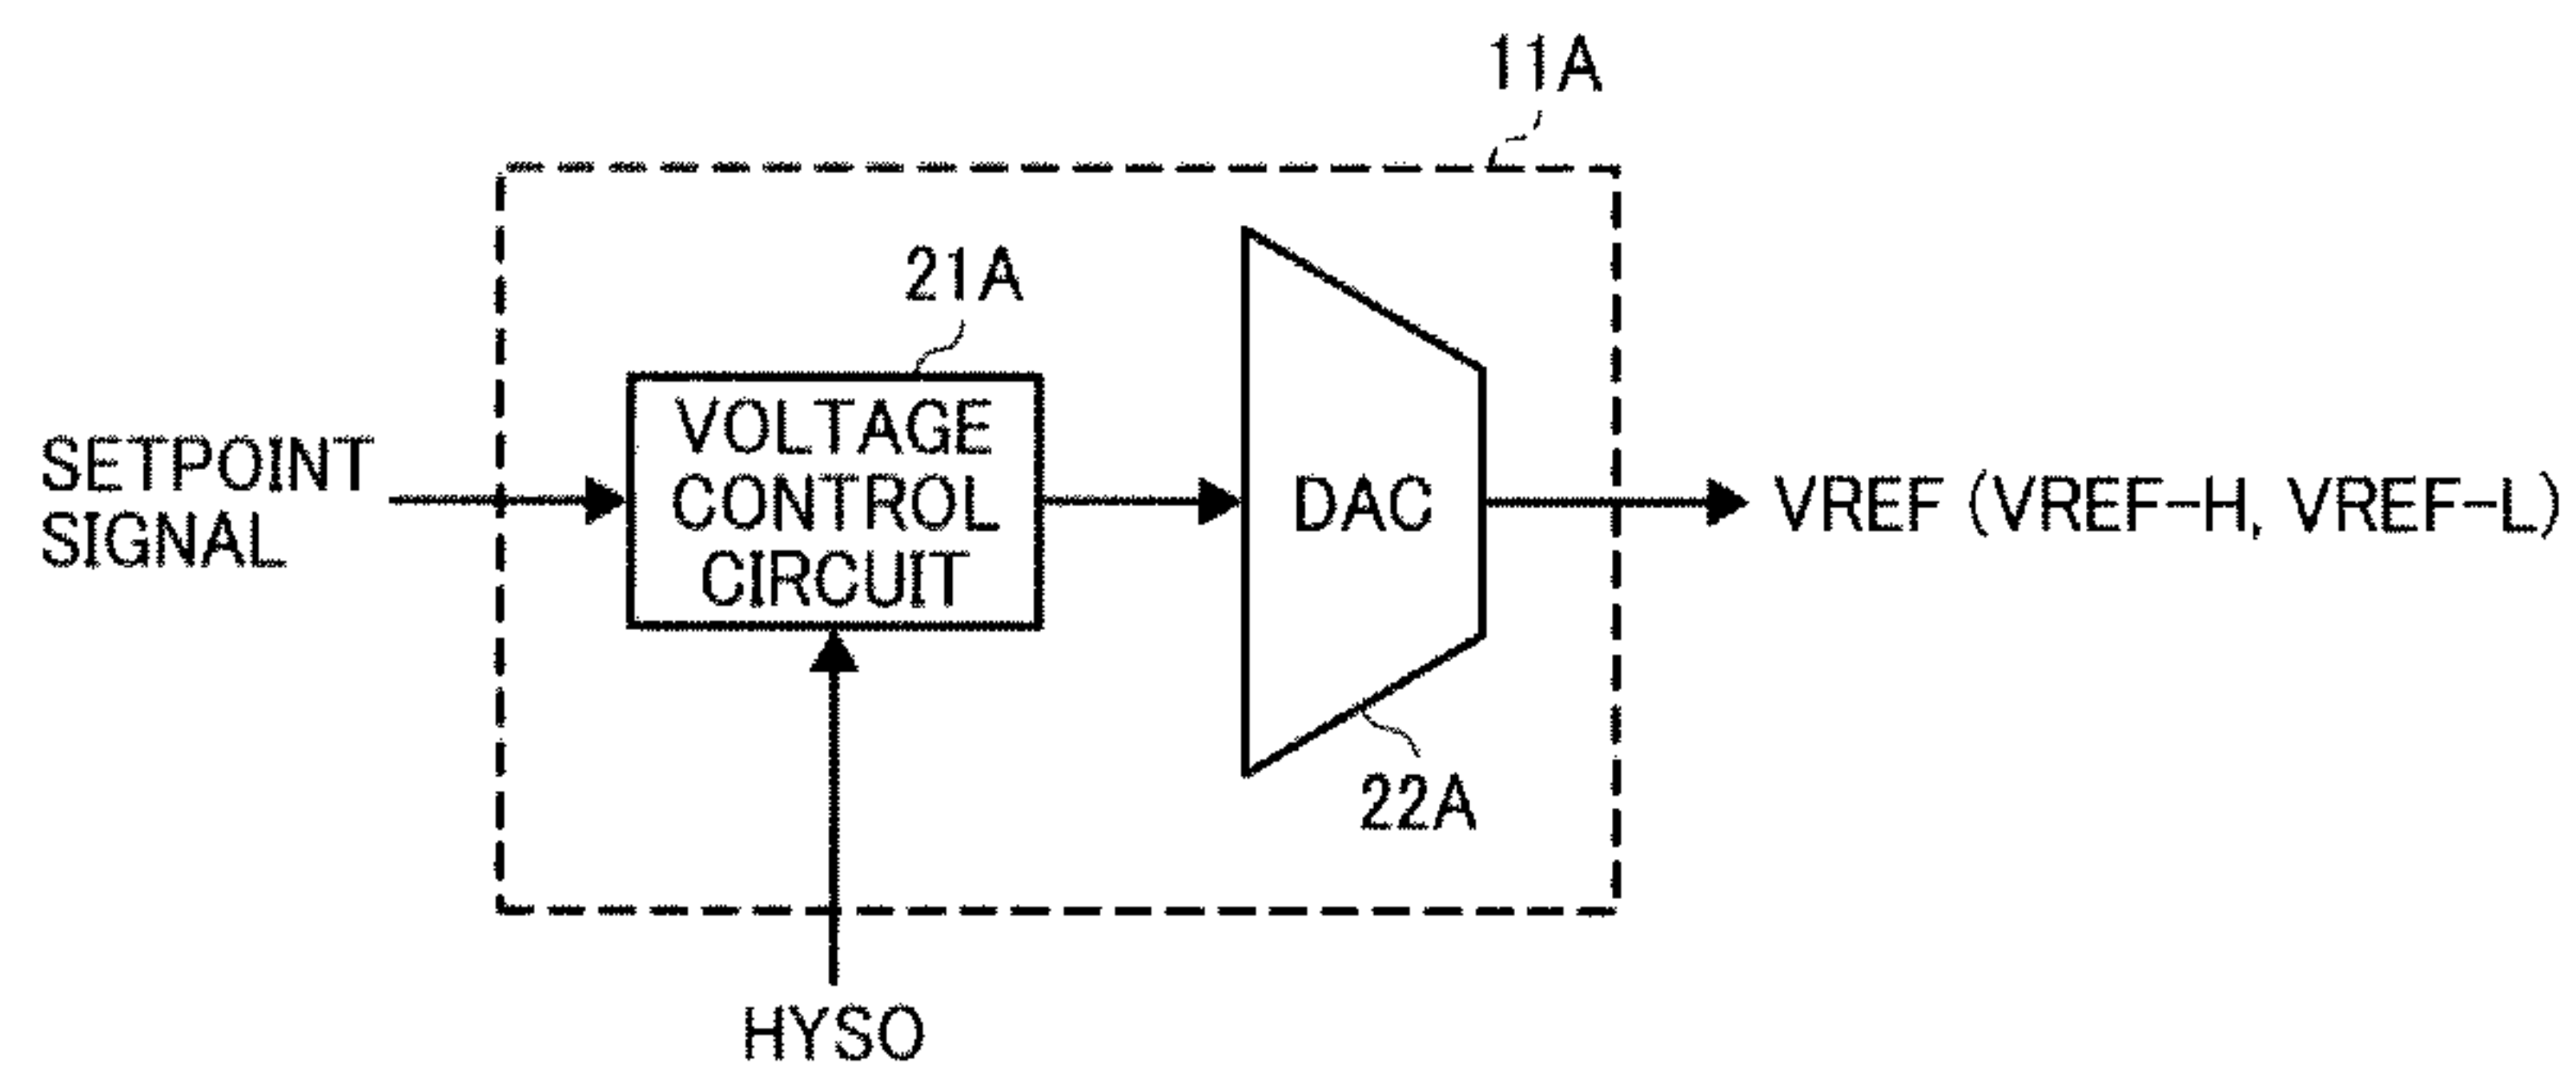 11A
21A
VOLTAGE
CONTROL
CIRCUIT
SETPOINT
SIGNAL
DAC
VREF (VREF-H, VREF-L)
22A
HYSO